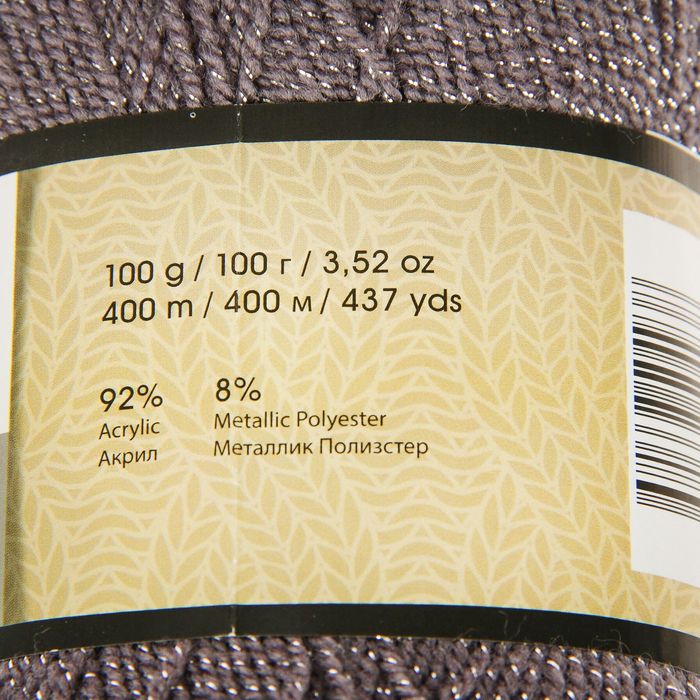 100 g / 100 г / 3,52 oz
400 m / 400 м / 437 yds
92%
Acrylic
Акрил
8%
Metallic Polyester
Металлик Полиэстер